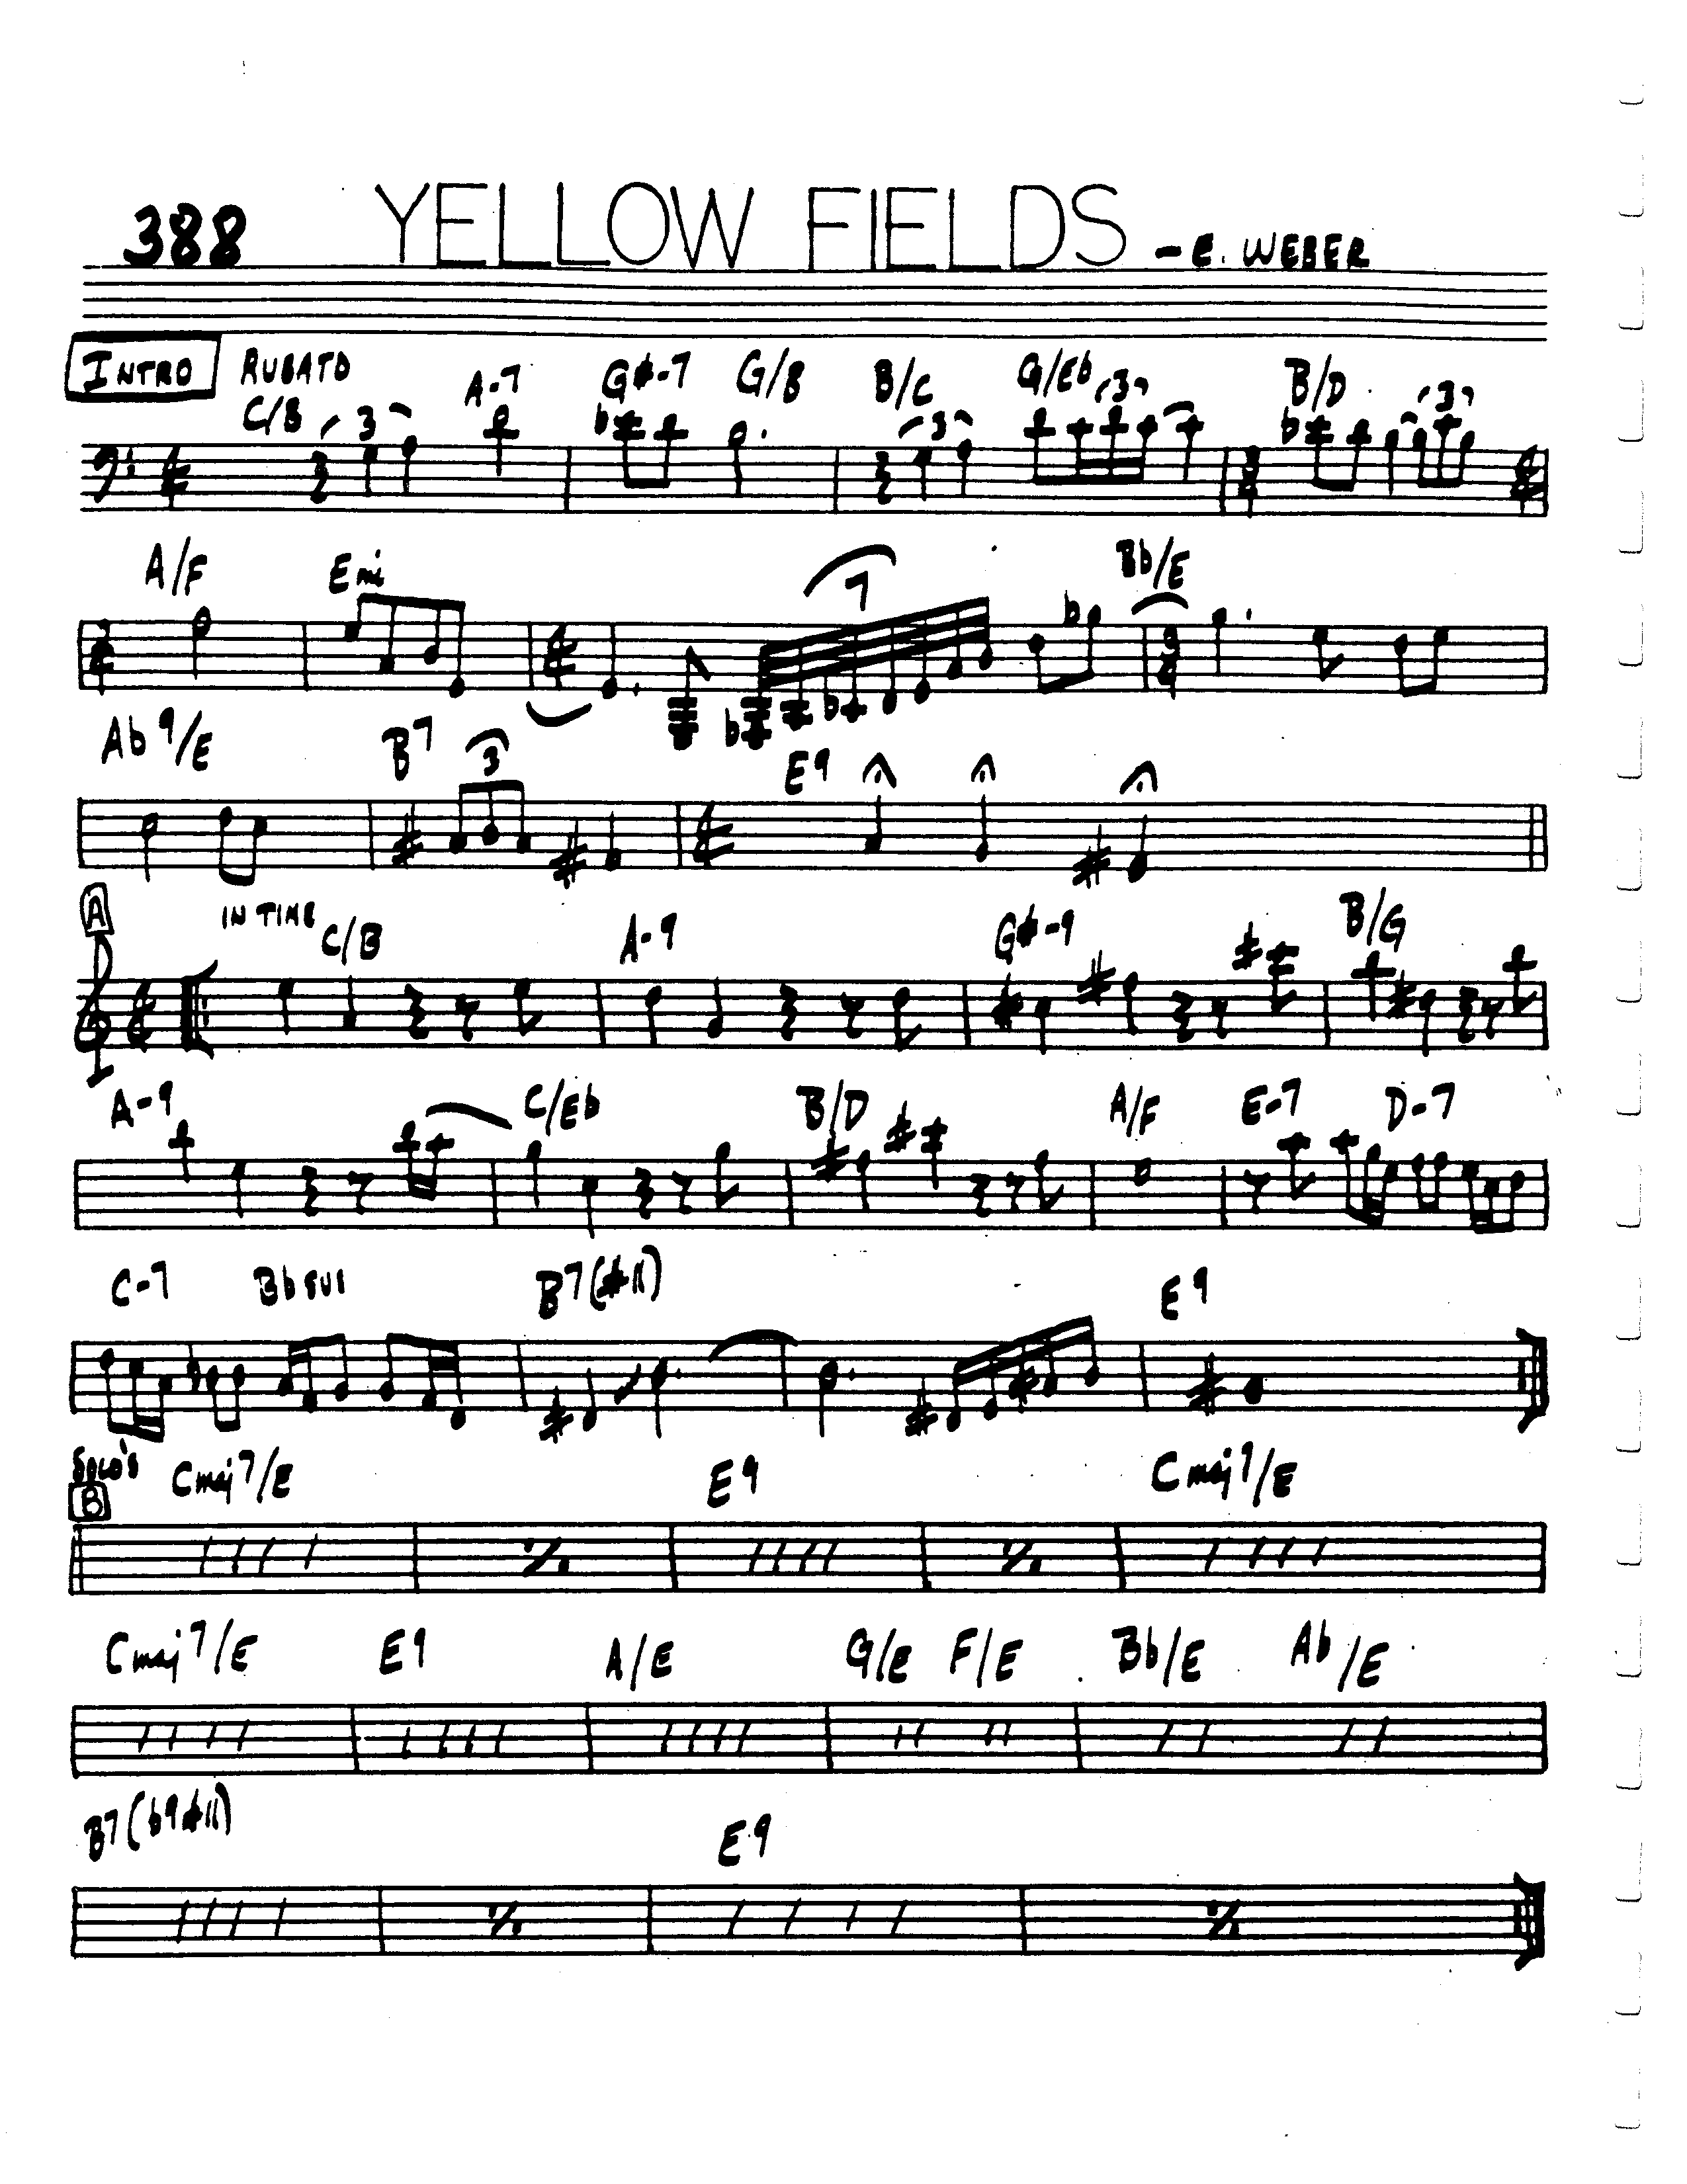 388 YELLOW FIELDS - E. WEBER
INTRO RUBATO
C/B 3 A-7 G#-7 G/B B/C 3 G/Eb 3 B/D 3
A/F Emi 7 Bb/E
Ab9/E B7 3 E9
A IN TIME C/B A-9 G#-9 B/G
A-9 C/Eb B/D A/F E-7 D-7
C-7 Bbsus B7(#11) E9
SOLO'S
B Cmaj7/E E9 Cmaj7/E
Cmaj7/E E9 A/E G/E F/E Bb/E Ab/E
B7(b9#11) E9